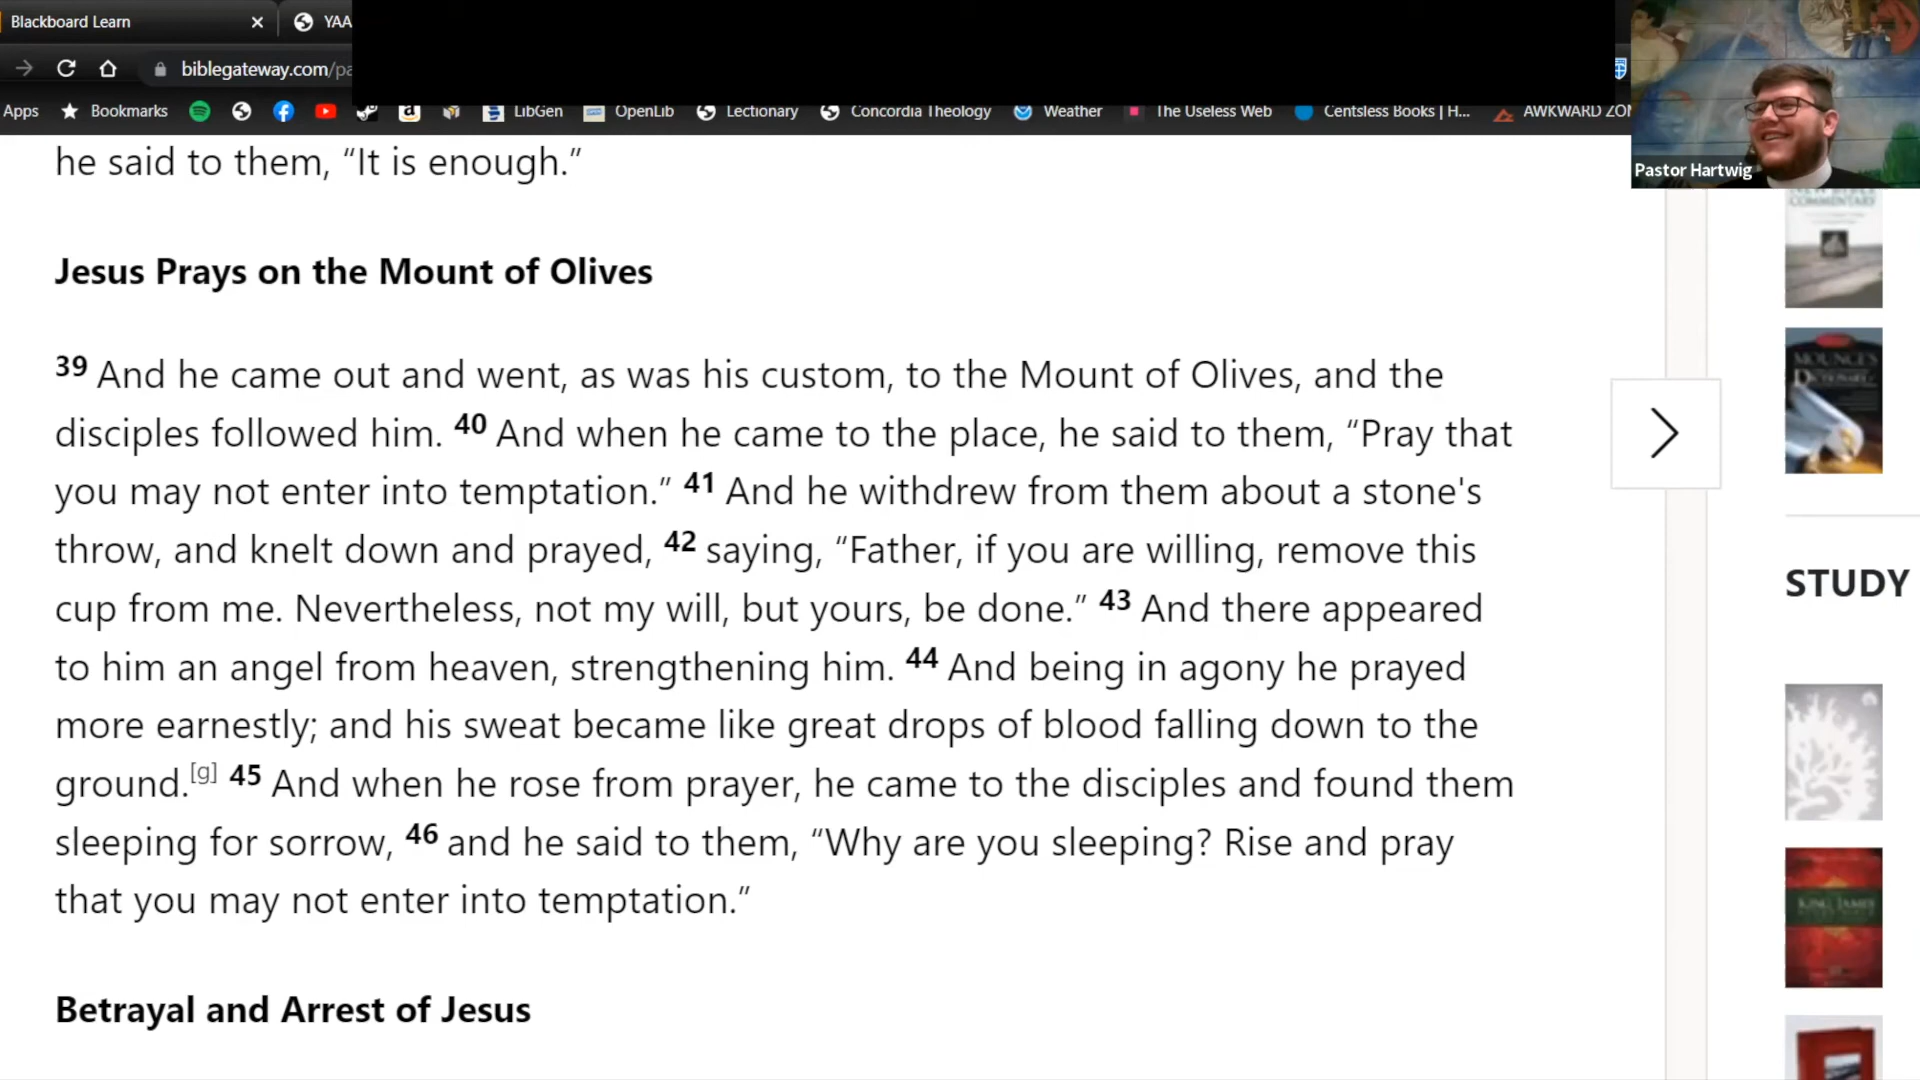 Blackboard Learn
YAA
biblegateway.com/pa
Apps
Bookmarks
LibGen
OpenLib
Lectionary
Concordia Theology
Weather
The Useless Web
Centsless Books | H...
AWKWARD ZON
Pastor Hartwig
he said to them, “It is enough.”
Jesus Prays on the Mount of Olives
39 And he came out and went, as was his custom, to the Mount of Olives, and the
disciples followed him. 40 And when he came to the place, he said to them, “Pray that
you may not enter into temptation.” 41 And he withdrew from them about a stone's
throw, and knelt down and prayed, 42 saying, “Father, if you are willing, remove this
cup from me. Nevertheless, not my will, but yours, be done.” 43 And there appeared
to him an angel from heaven, strengthening him. 44 And being in agony he prayed
more earnestly; and his sweat became like great drops of blood falling down to the
ground.[g] 45 And when he rose from prayer, he came to the disciples and found them
sleeping for sorrow, 46 and he said to them, “Why are you sleeping? Rise and pray
that you may not enter into temptation.”
Betrayal and Arrest of Jesus
COMMENTARY
MOUNCE'S
STUDY
KING JAMES